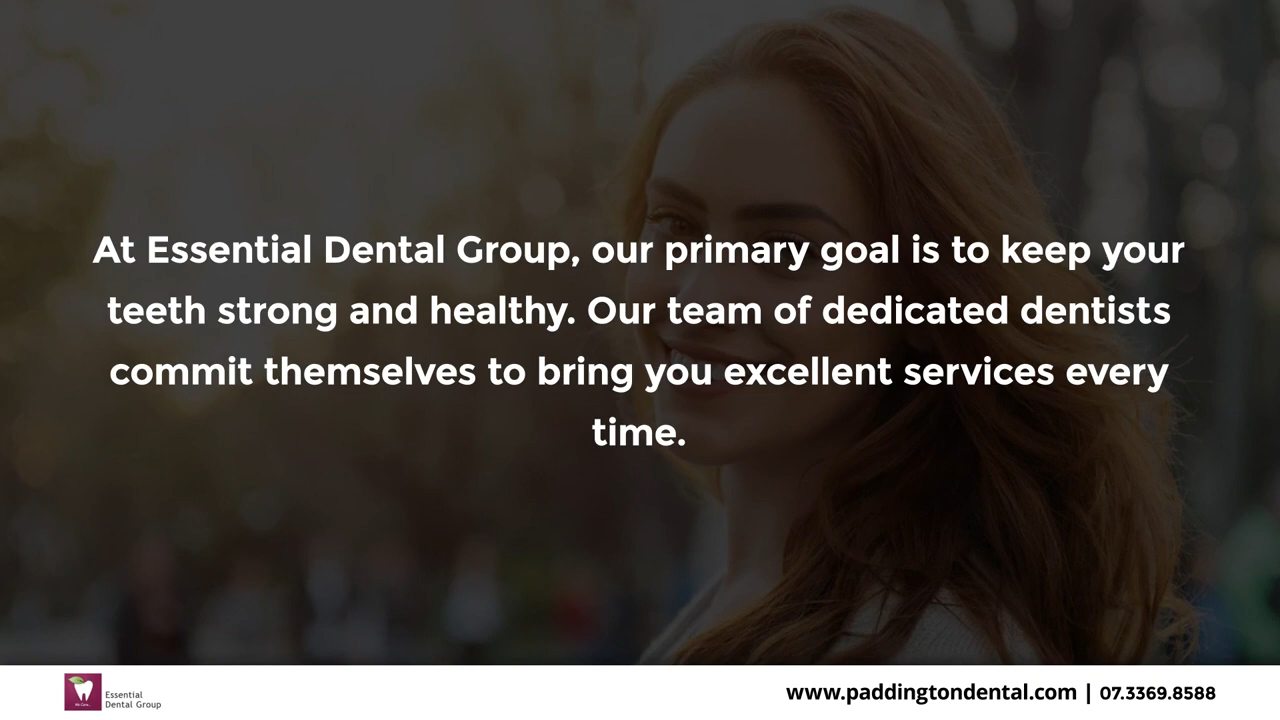 At Essential Dental Group, our primary goal is to keep your
teeth strong and healthy. Our team of dedicated dentists
commit themselves to bring you excellent services every
time.
We Care..
Essential
Dental Group
www.paddingtondental.com | 07.3369.8588